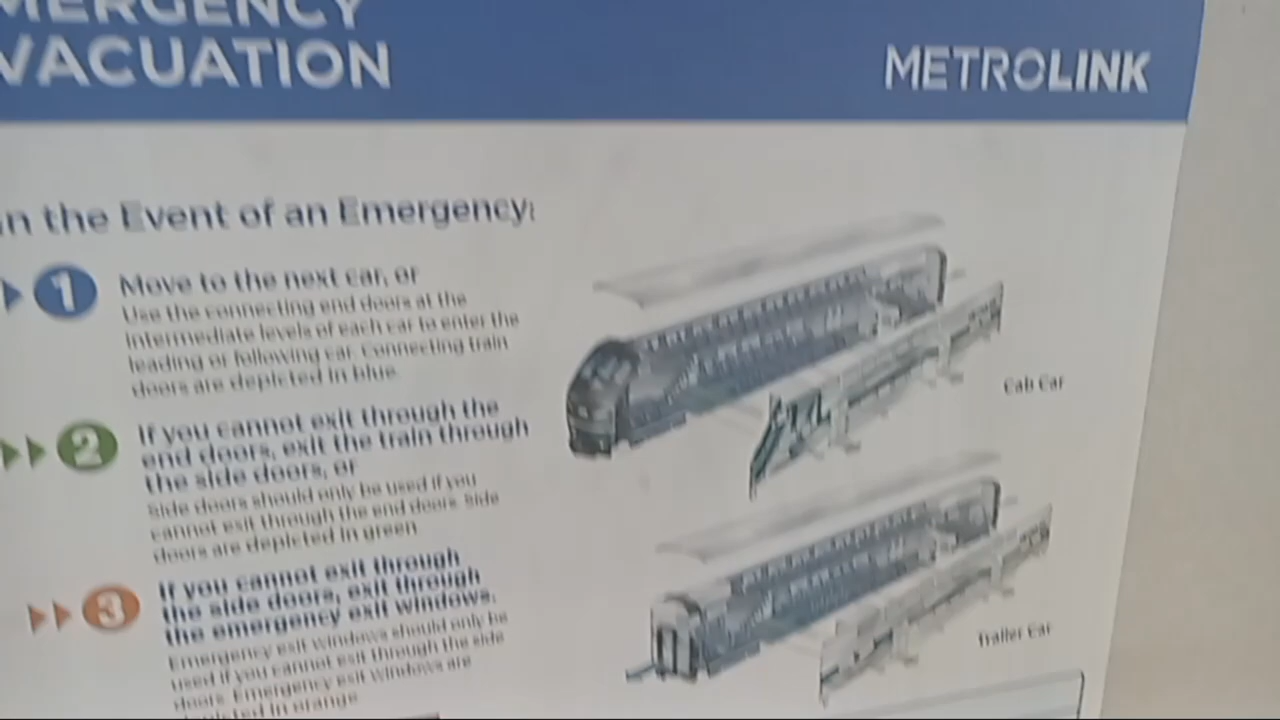 MERGENCY
VACUATION
METROLINK
n the Event of an Emergency:
1
Move to the next car, or
Use the connecting end doors at the
intermediate levels of each car to enter the
leading or following car. Connecting train
doors are depicted in blue.
2
If you cannot exit through the
end doors, exit the train through
the side doors, or
Side doors should only be used if you
cannot exit through the end doors. Side
doors are depicted in green
3
If you cannot exit through
the side doors, exit through
the emergency exit windows.
Emergency exit windows should only be
used if you cannot exit through the side
doors. Emergency exit windows are
depicted in orange
Cab Car
Trailer Car